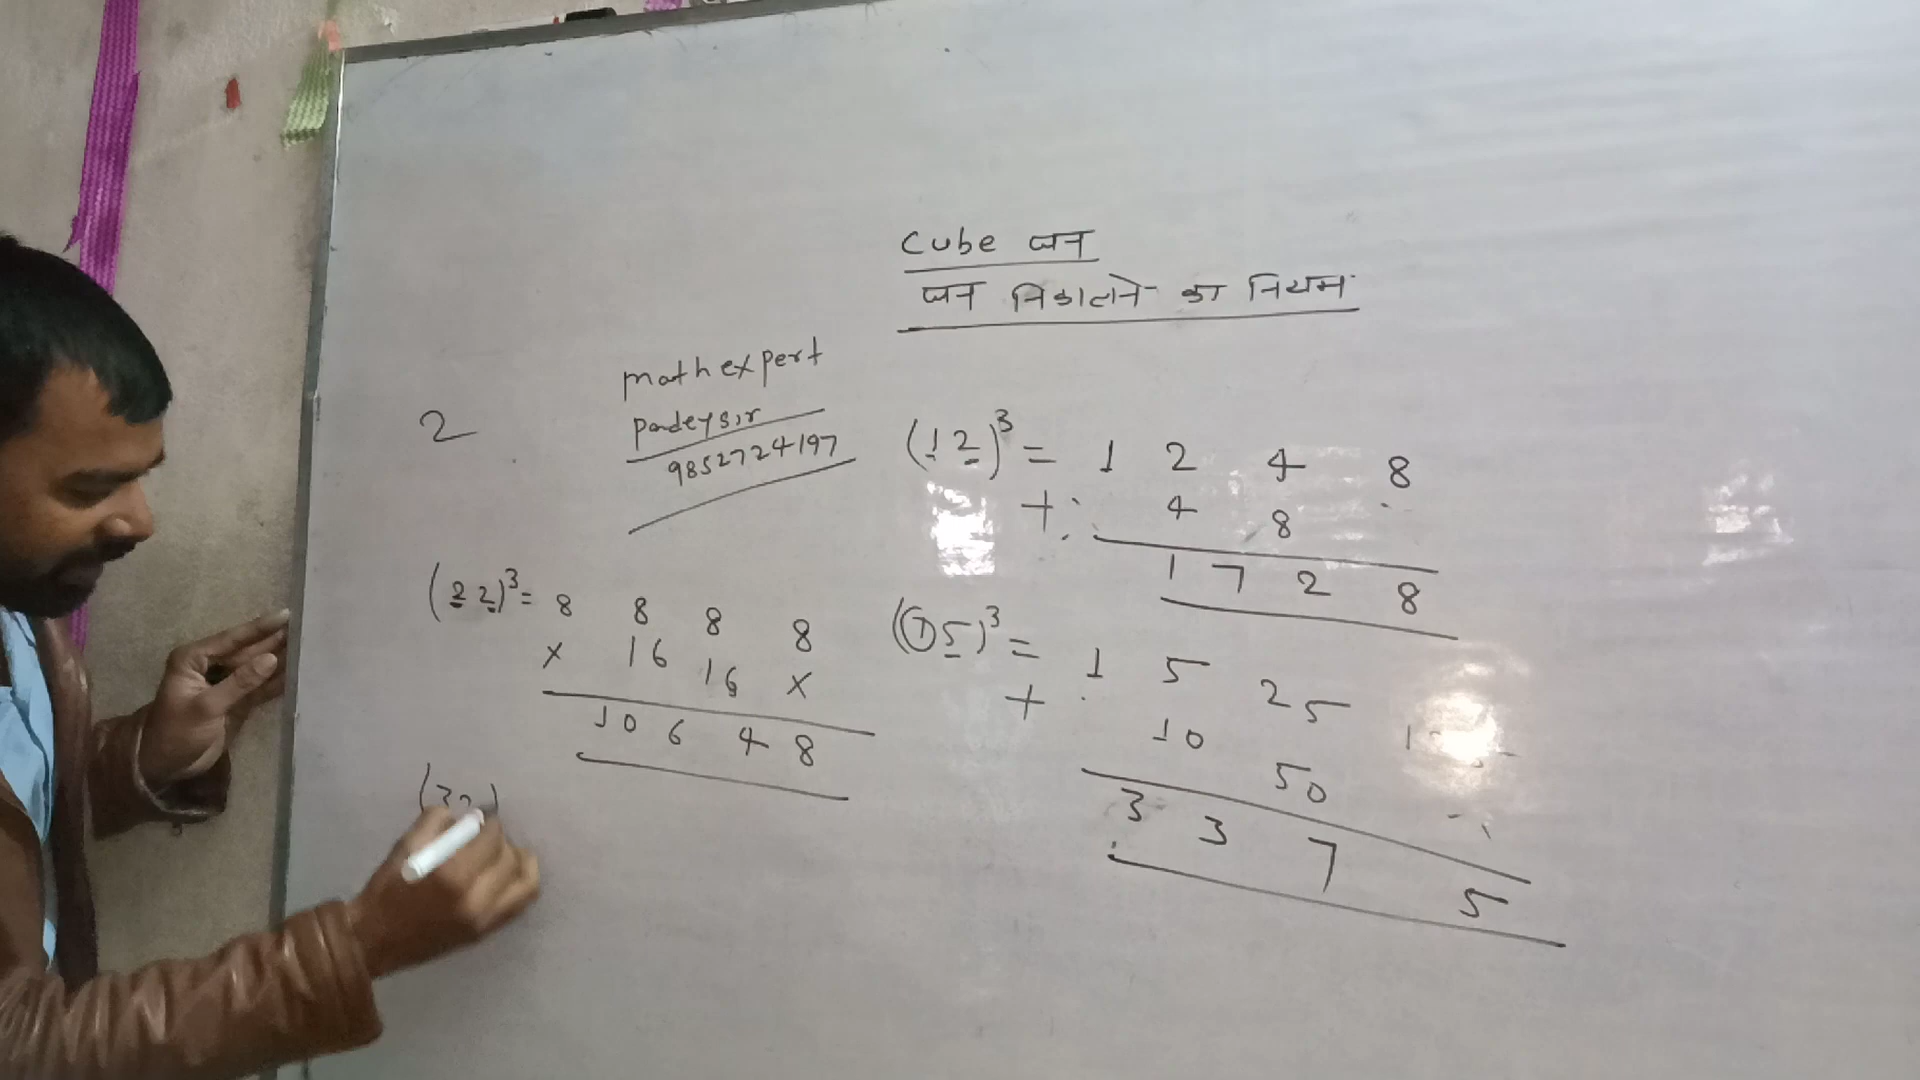 Cube घन
घन निकालने का नियम
mathexpert
pandeysir
9852724197
2
(12)³ = 1 2 4 8
+ 4 8
1 7 2 8
(15)³ = 1 5 25
+ 10 50
3 3 7 5
(22)³ = 8 8 8 8
x 16 16 x
10 6 4 8
(32)